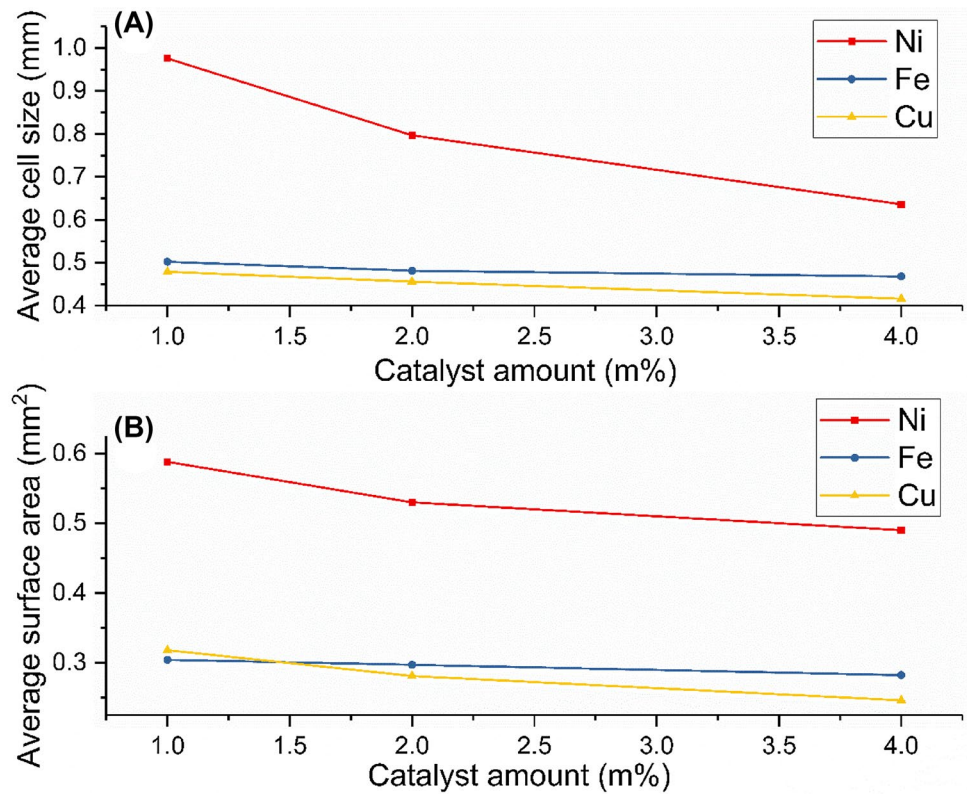 (A)
Average cell size (mm)
1.0
0.9
0.8
0.7
0.6
0.5
0.4
Ni
Fe
Cu
1.0 1.5 2.0 2.5 3.0 3.5 4.0
Catalyst amount (m%)
(B)
Average surface area (mm²)
0.6
0.5
0.4
0.3
Ni
Fe
Cu
1.0 1.5 2.0 2.5 3.0 3.5 4.0
Catalyst amount (m%)